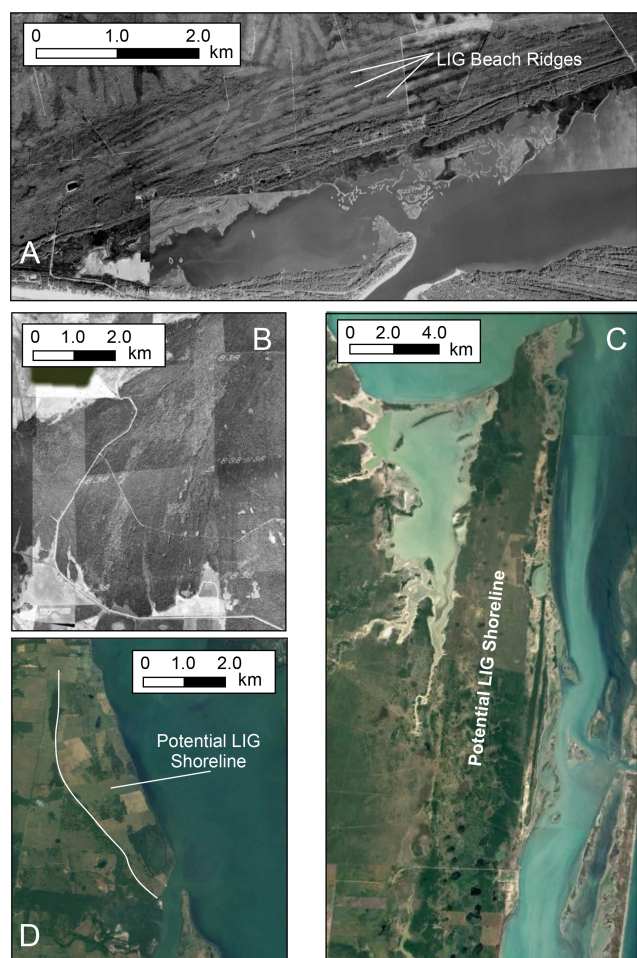 0 1.0 2.0
km
LIG Beach Ridges
A
0 1.0 2.0
km
B
0 2.0 4.0
km
C
Potential LIG Shoreline
0 1.0 2.0
km
Potential LIG
Shoreline
D